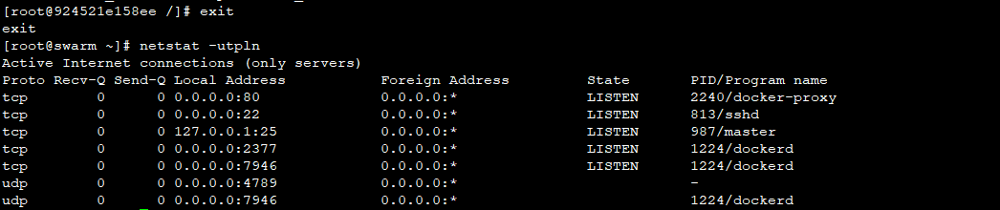 [root@924521e158ee /]# exit
exit
[root@swarm ~]# netstat -utpln
Active Internet connections (only servers)
Proto Recv-Q Send-Q Local Address           Foreign Address         State       PID/Program name
tcp        0      0 0.0.0.0:80              0.0.0.0:*               LISTEN      2240/docker-proxy
tcp        0      0 0.0.0.0:22              0.0.0.0:*               LISTEN      813/sshd
tcp        0      0 127.0.0.1:25            0.0.0.0:*               LISTEN      987/master
tcp        0      0 0.0.0.0:2377            0.0.0.0:*               LISTEN      1224/dockerd
tcp        0      0 0.0.0.0:7946            0.0.0.0:*               LISTEN      1224/dockerd
udp        0      0 0.0.0.0:4789            0.0.0.0:*                           -
udp        0      0 0.0.0.0:7946            0.0.0.0:*                           1224/dockerd